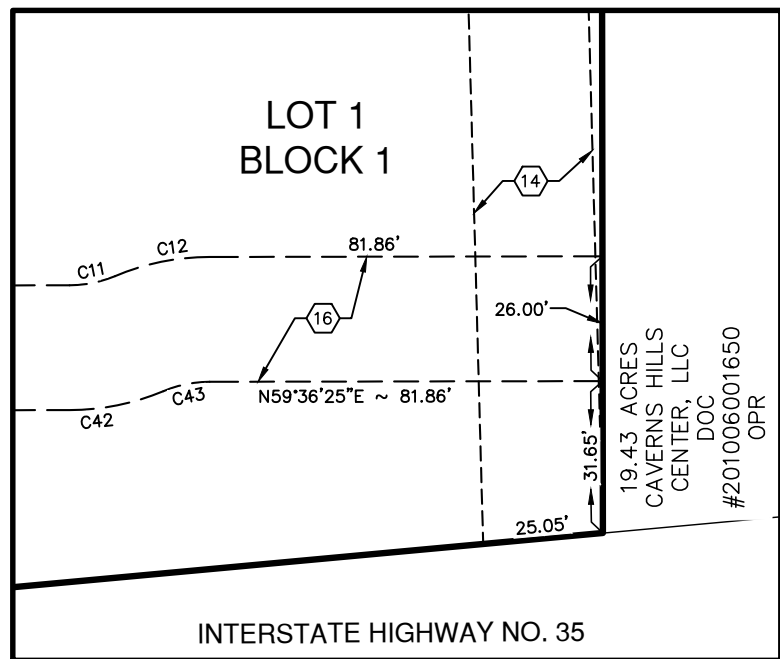 LOT 1
BLOCK 1
14
C12
81.86'
C11
16
26.00'
N59°36'25"E ~ 81.86'
C43
C42
31.65'
25.05'
19.43 ACRES
CAVERNS HILLS
CENTER, LLC
DOC
#201006001650
OPR
INTERSTATE HIGHWAY NO. 35